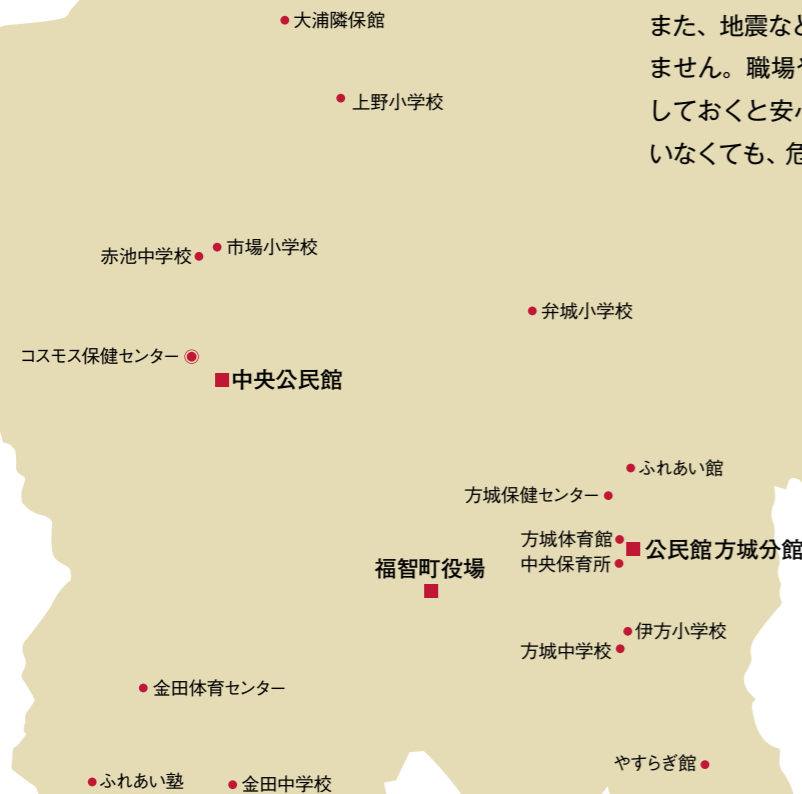 大浦隣保館
上野小学校
また、地震など
ません。職場や
しておくと安心
いなくても、危
市場小学校
赤池中学校
弁城小学校
コスモス保健センター
中央公民館
ふれあい館
方城保健センター
方城体育館
公民館方城分館
中央保育所
福智町役場
伊方小学校
方城中学校
金田体育センター
やすらぎ館
ふれあい塾
金田中学校